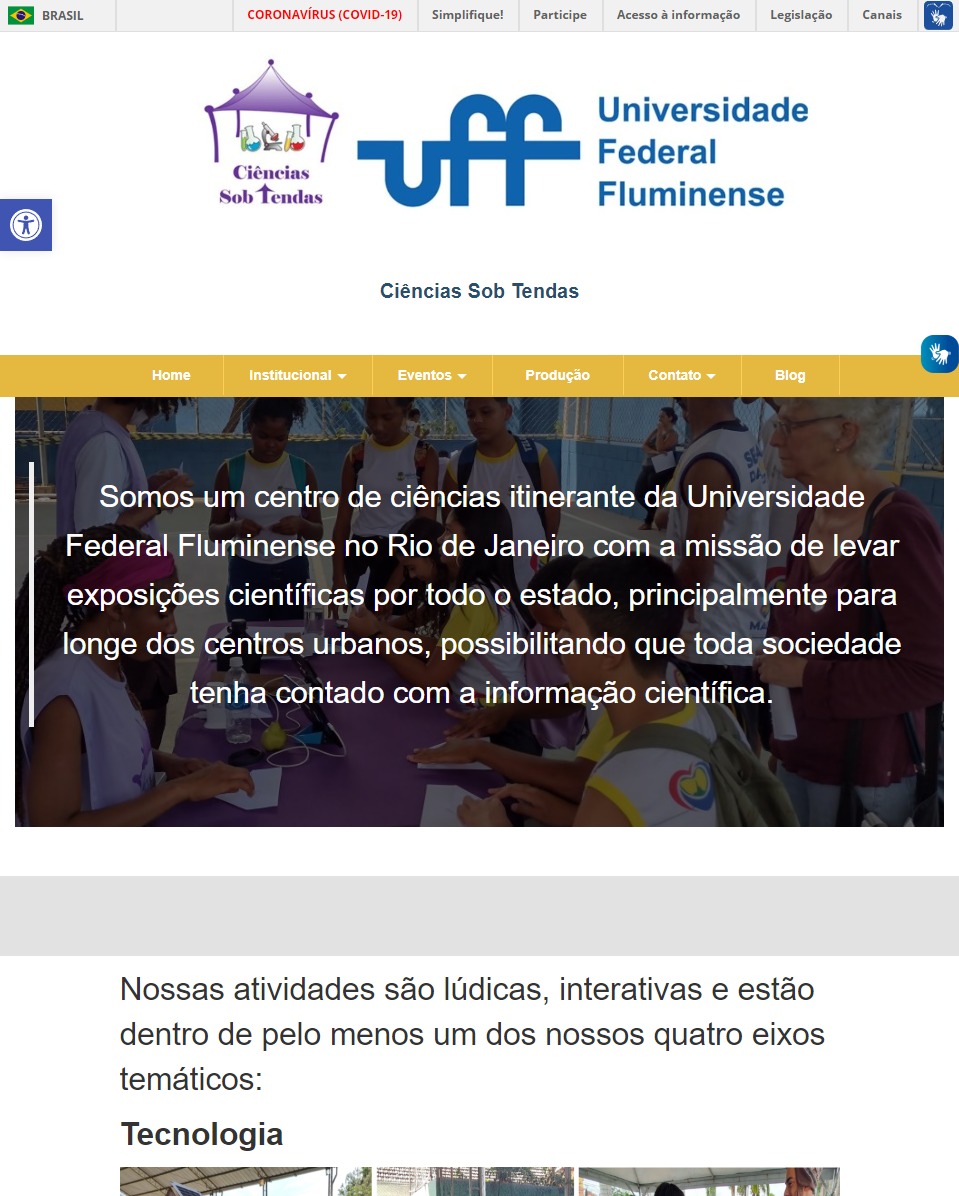 BRASIL
CORONAVÍRUS (COVID-19)
Simplifique!
Participe
Acesso à informação
Legislação
Canais
Ciências
Sob Tendas
uff
Universidade
Federal
Fluminense
Ciências Sob Tendas
Home
Institucional
Eventos
Produção
Contato
Blog
Somos um centro de ciências itinerante da Universidade
Federal Fluminense no Rio de Janeiro com a missão de levar
exposições científicas por todo o estado, principalmente para
longe dos centros urbanos, possibilitando que toda sociedade
tenha contado com a informação científica.
Nossas atividades são lúdicas, interativas e estão
dentro de pelo menos um dos nossos quatro eixos
temáticos:
Tecnologia